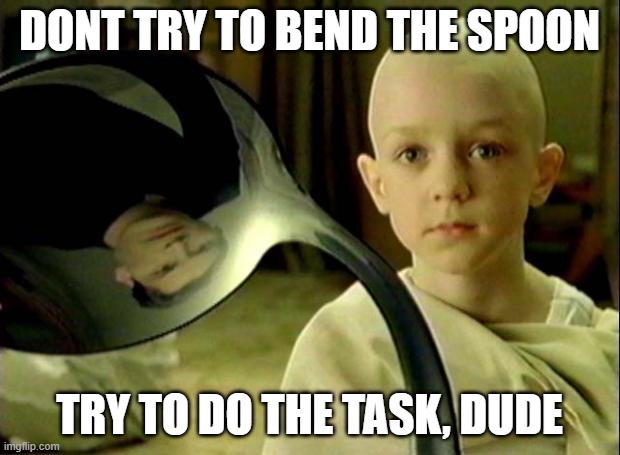 DONT TRY TO BEND THE SPOON
TRY TO DO THE TASK, DUDE
imgflip.com